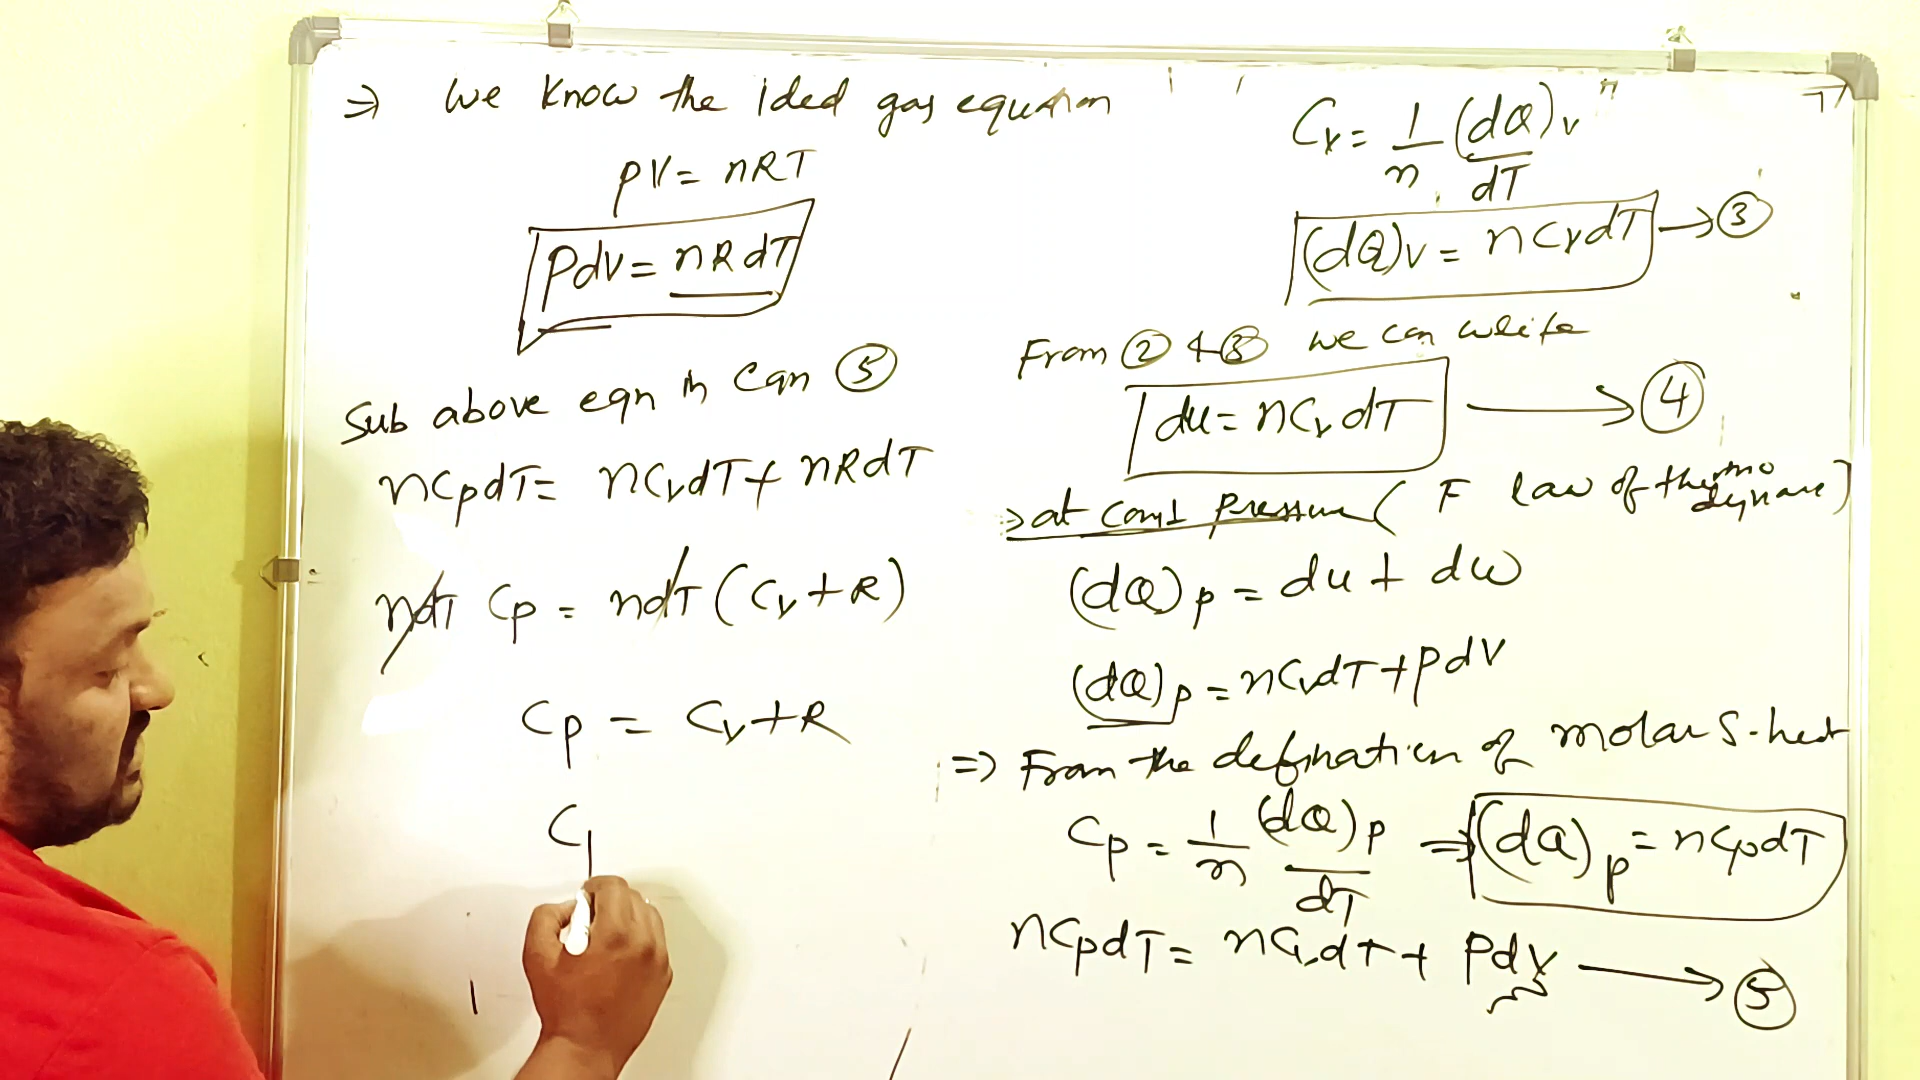 ⇒ We know the ideal gas equation
PV = nRT
PdV = nRdT
Sub above eqn in Eqn ⑤
nCpdT = nCvdT + nRdT
ndT Cp = ndT (Cv + R)
Cp = Cv + R
C
Cv = 1/n (dQ)v/dT
(dQ)v = nCvdT → ③
From ② & ③ we can write
du = nCvdT → ④
⇒ at const pressure ( F law of thermo dynamic)
(dQ)p = du + dw
(dQ)p = nCvdT + PdV
⇒ From the defination of molar S-heat
Cp = 1/n (dQ)p/dT ⇒ (dQ)p = nCpdT
nCpdT = nCvdT + PdV → ⑤